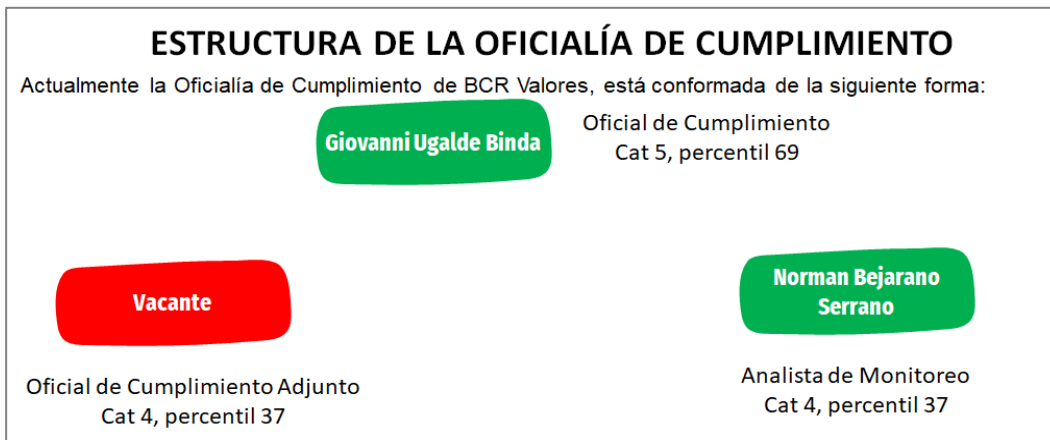 ESTRUCTURA DE LA OFICIALÍA DE CUMPLIMIENTO
Actualmente la Oficialía de Cumplimiento de BCR Valores, está conformada de la siguiente forma:
Giovanni Ugalde Binda
Oficial de Cumplimiento
Cat 5, percentil 69
Vacante
Oficial de Cumplimiento Adjunto
Cat 4, percentil 37
Norman Bejarano
Serrano
Analista de Monitoreo
Cat 4, percentil 37